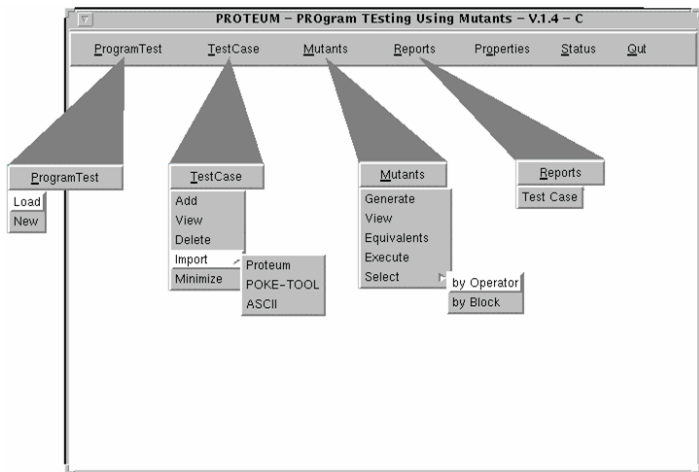 PROTEUM – PROgram TEsting Using Mutants – V.1.4 – C
ProgramTest TestCase Mutants Reports Properties Status Qut
ProgramTest
Load
New
TestCase
Add
View
Delete
Import
Minimize
Proteum
POKE-TOOL
ASCII
Mutants
Generate
View
Equivalents
Execute
Select
by Operator
by Block
Reports
Test Case